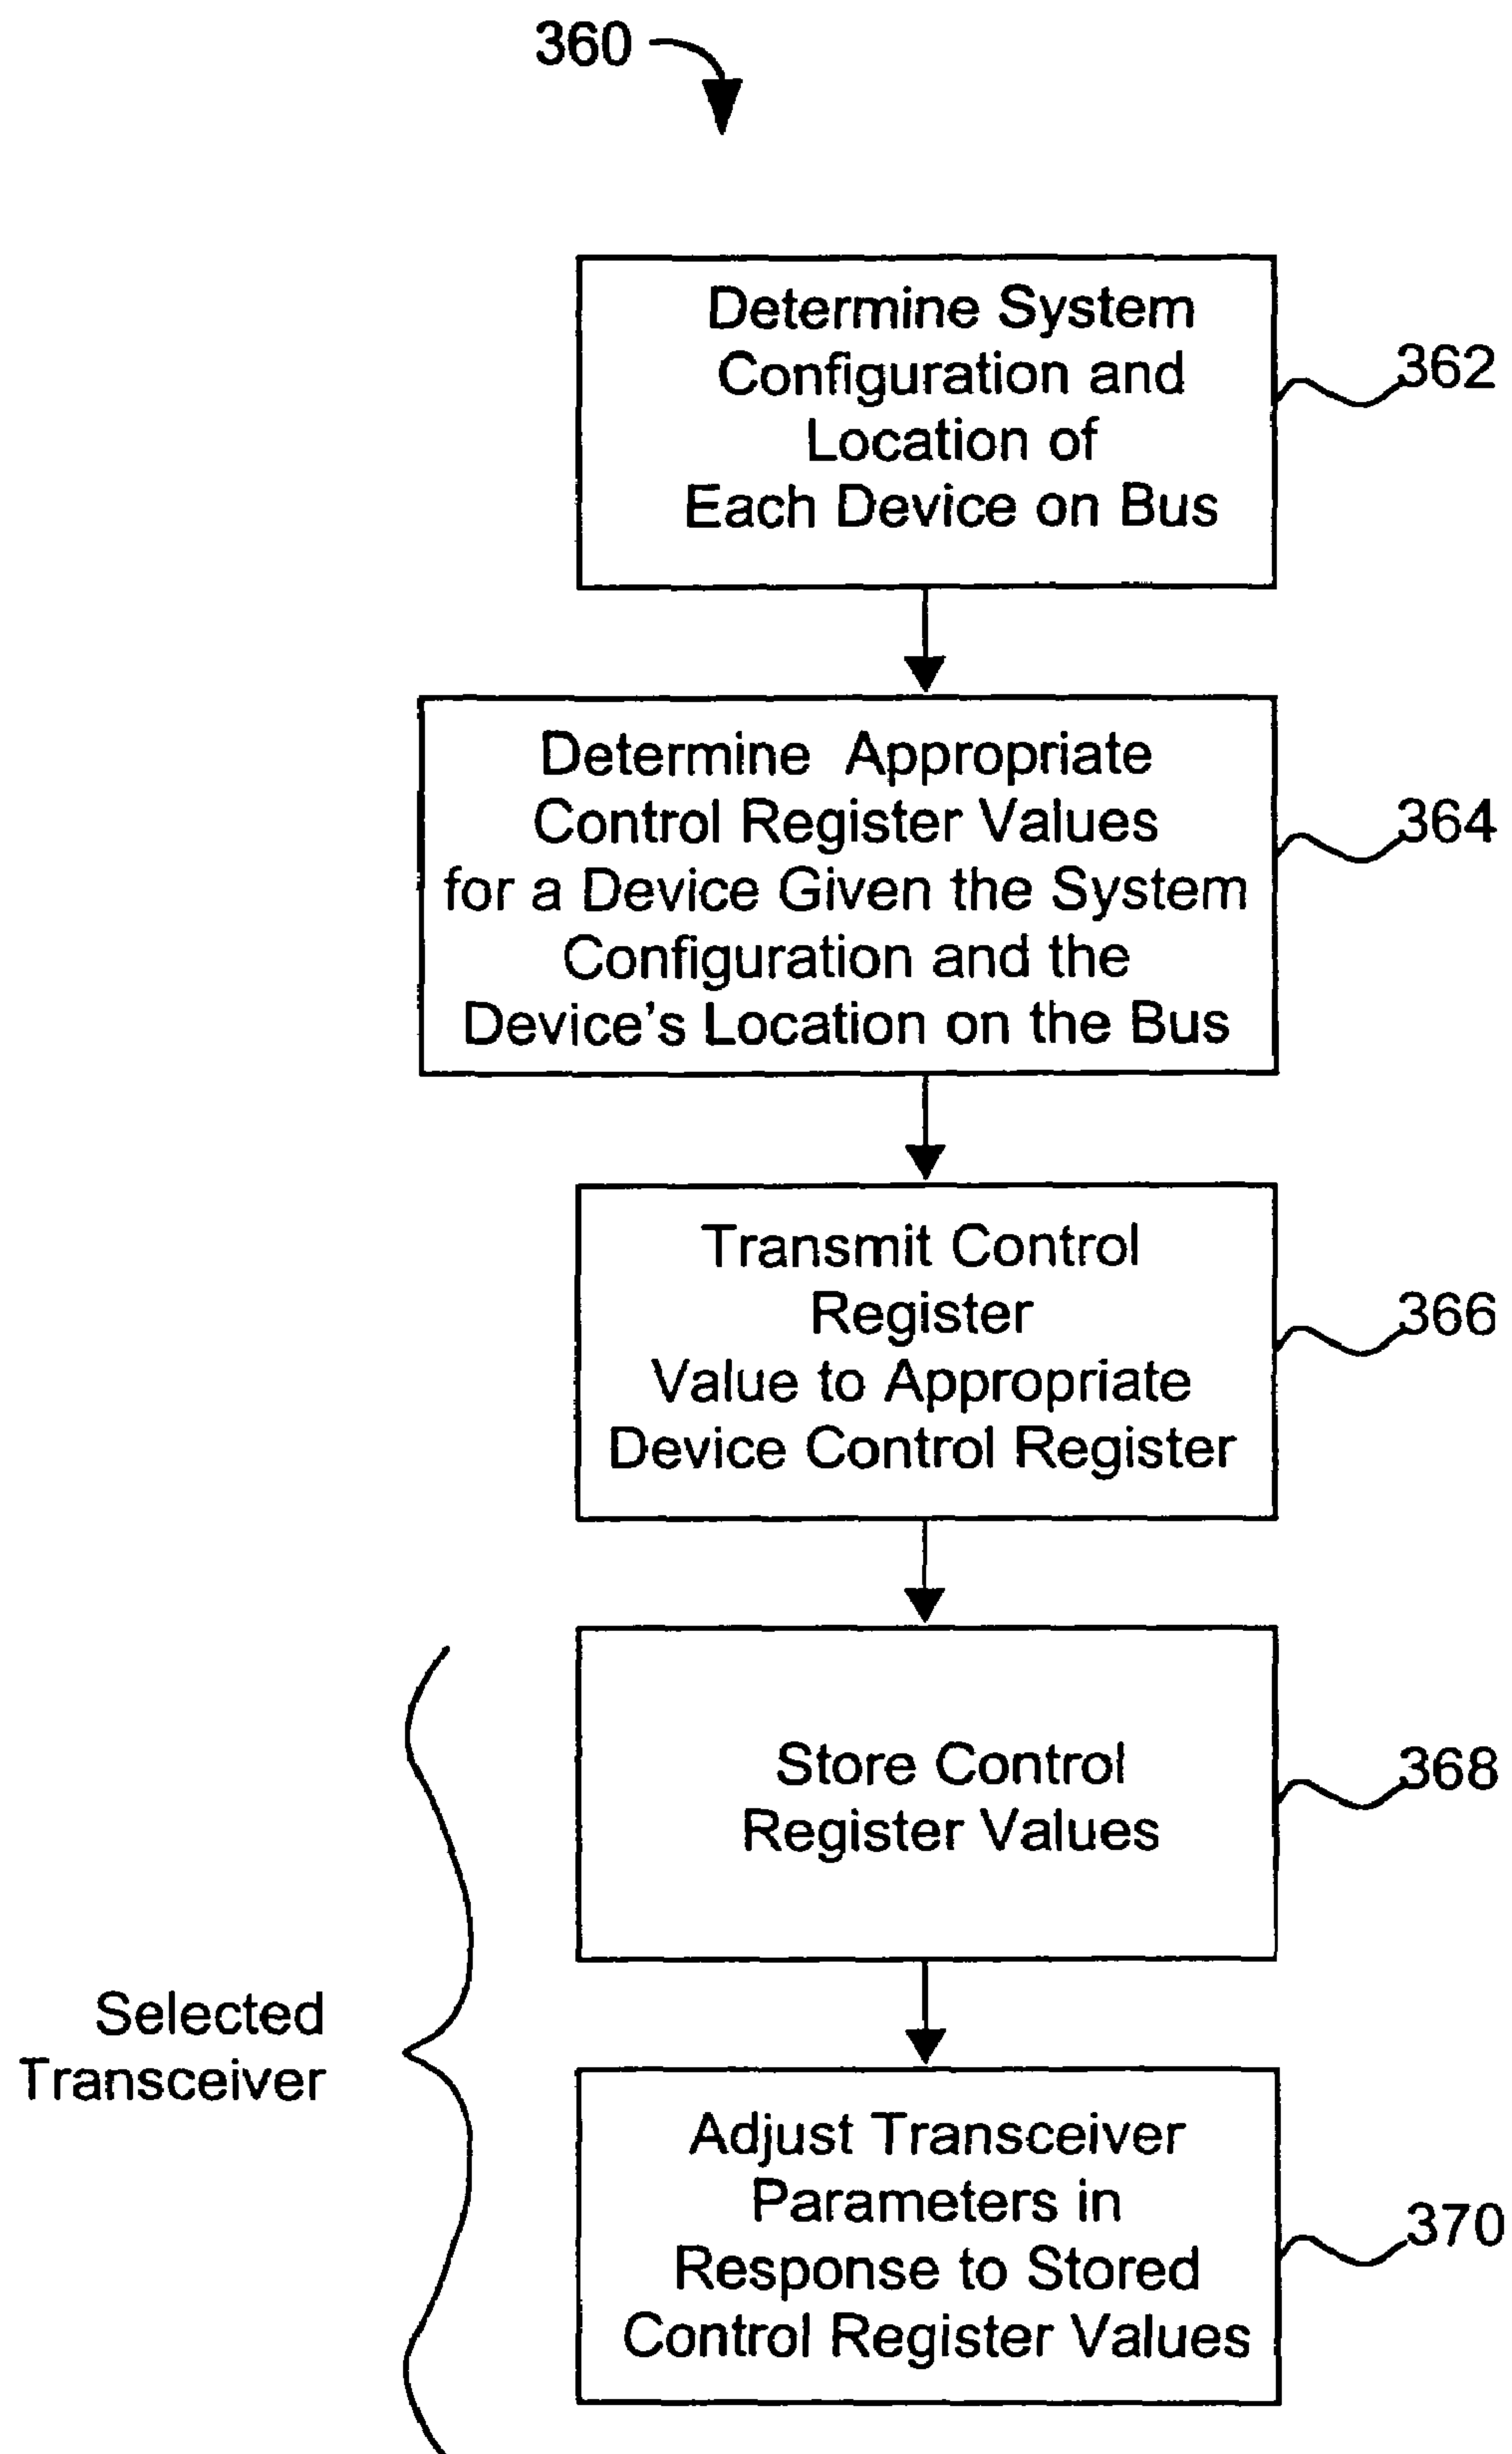 360
Determine System
Configuration and
Location of
Each Device on Bus
362
Determine Appropriate
Control Register Values
for a Device Given the System
Configuration and the
Device's Location on the Bus
364
Transmit Control
Register
Value to Appropriate
Device Control Register
366
Store Control
Register Values
368
Selected
Transceiver
Adjust Transceiver
Parameters in
Response to Stored
Control Register Values
370